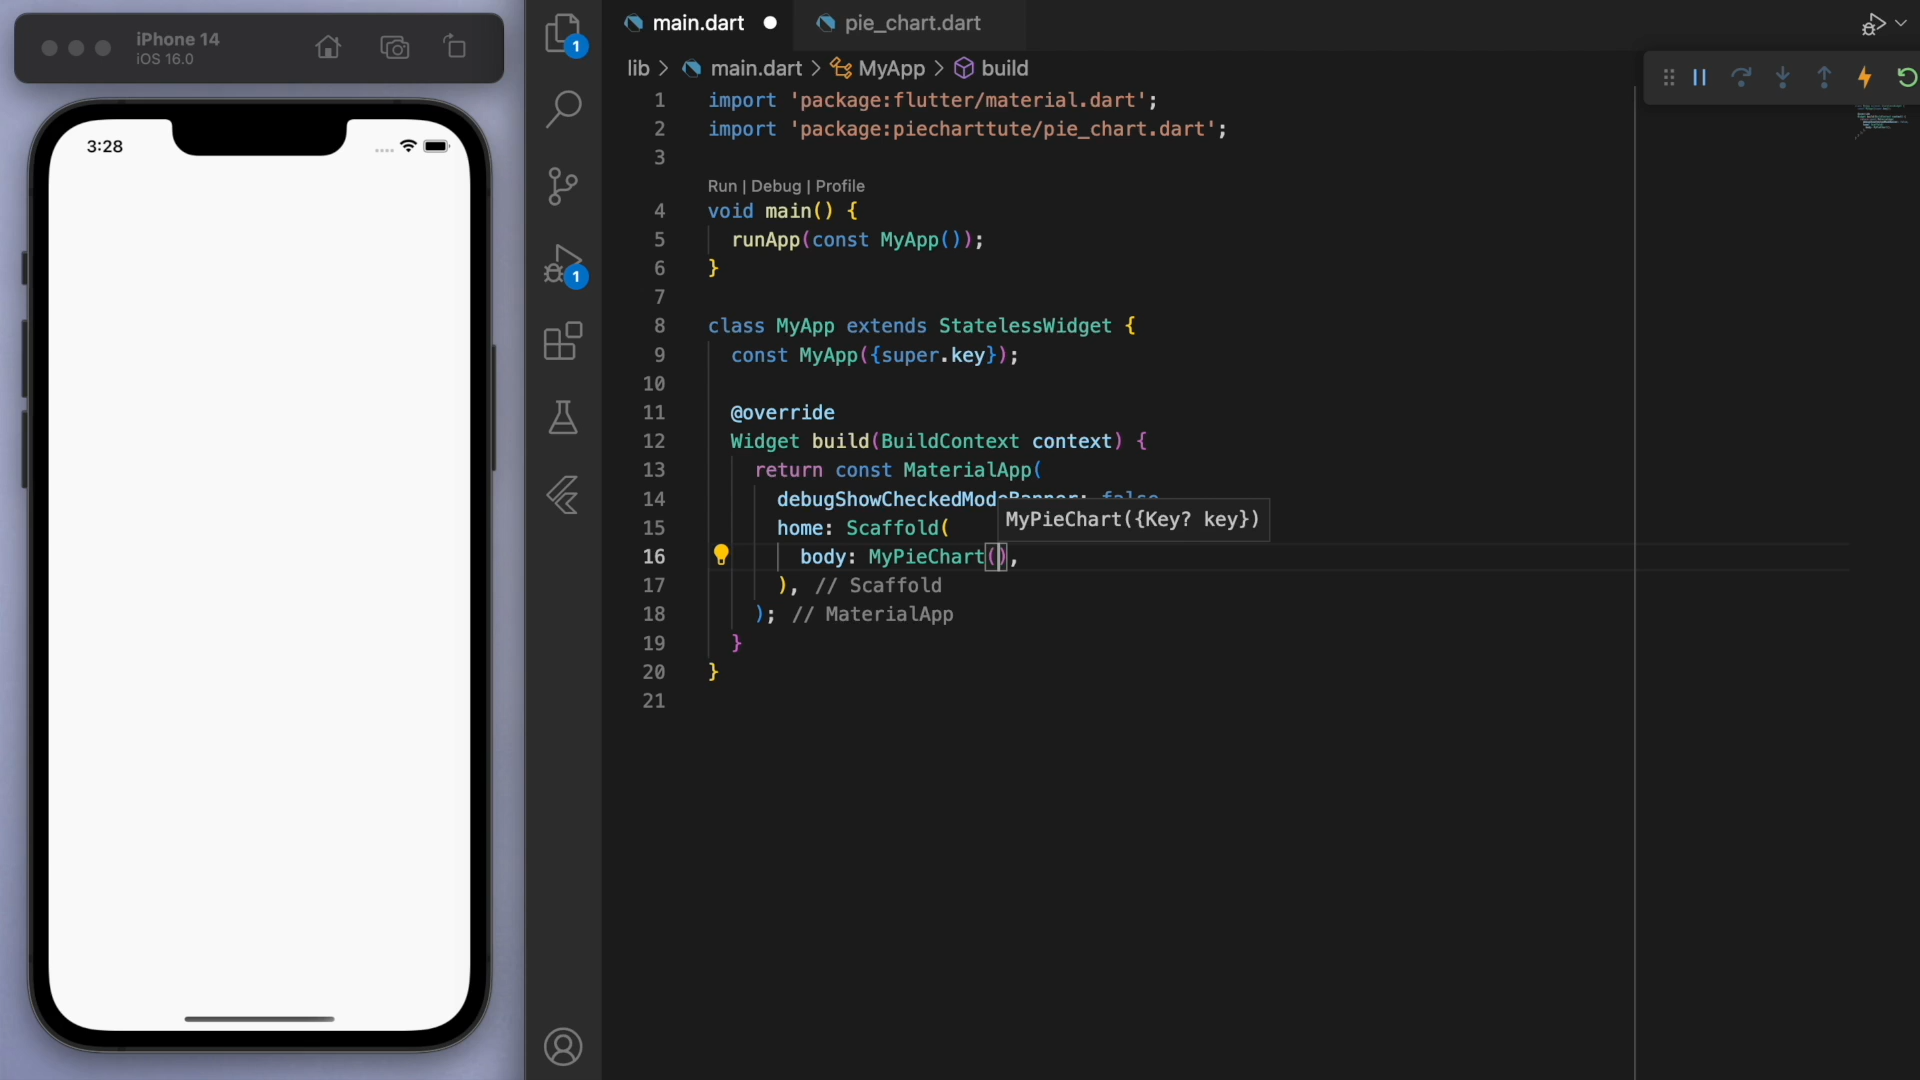 iPhone 14
iOS 16.0
3:28
1
1
main.dart
pie_chart.dart
lib > main.dart > MyApp > build
1 import 'package:flutter/material.dart';
2 import 'package:piecharttute/pie_chart.dart';
3
Run | Debug | Profile
4 void main() {
5 runApp(const MyApp());
6 }
7
8 class MyApp extends StatelessWidget {
9 const MyApp({super.key});
10
11 @override
12 Widget build(BuildContext context) {
13 return const MaterialApp(
14 debugShowCheckedModeBanner: false
MyPieChart({Key? key})
15 home: Scaffold(
16 body: MyPieChart(),
17 ), // Scaffold
18 ); // MaterialApp
19 }
20 }
21